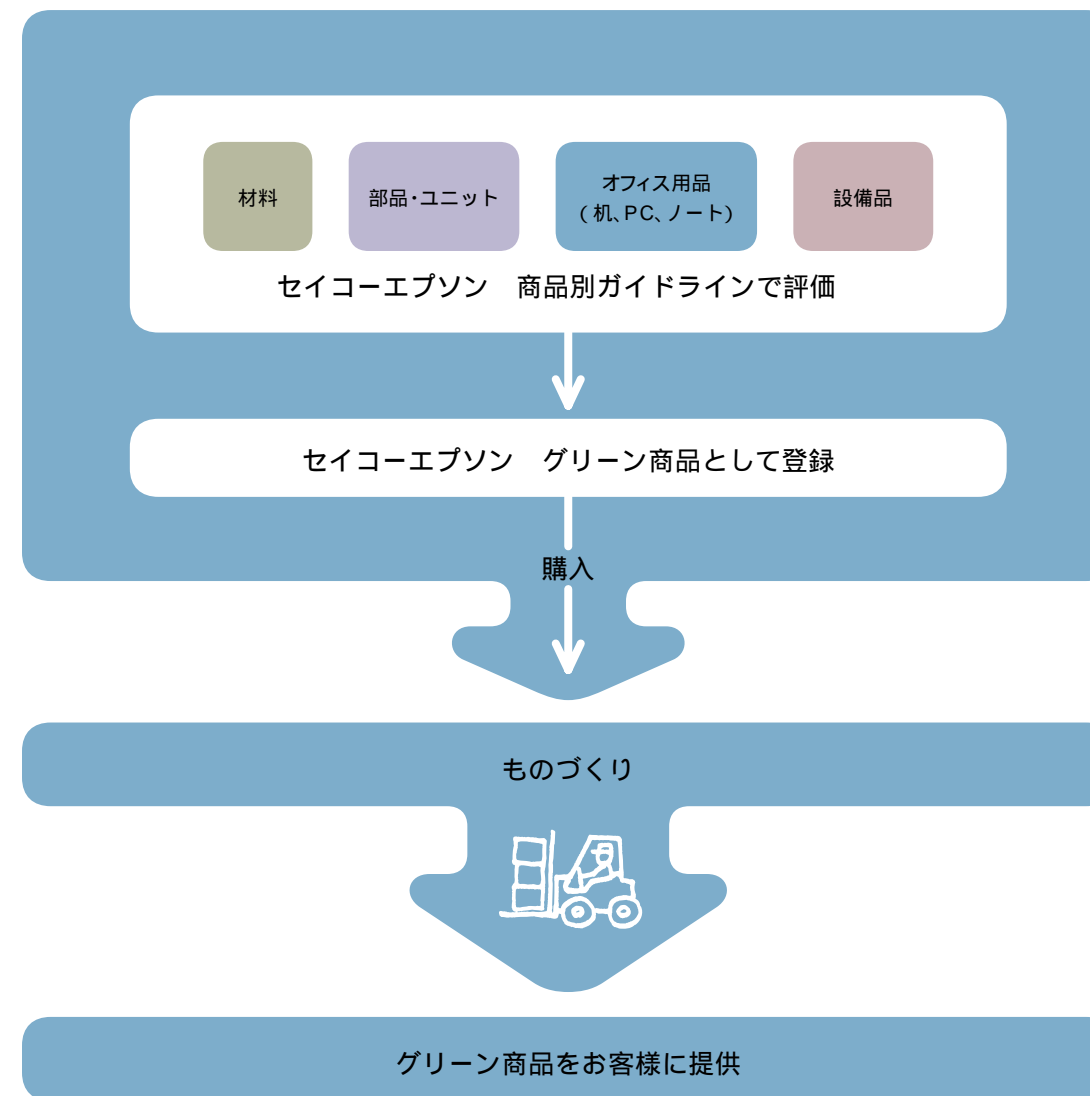 材料
部品・ユニット
オフィス用品
(机、PC、ノート)
設備品
セイコーエプソン　商品別ガイドラインで評価
セイコーエプソン　グリーン商品として登録
購入
ものづくり
グリーン商品をお客様に提供